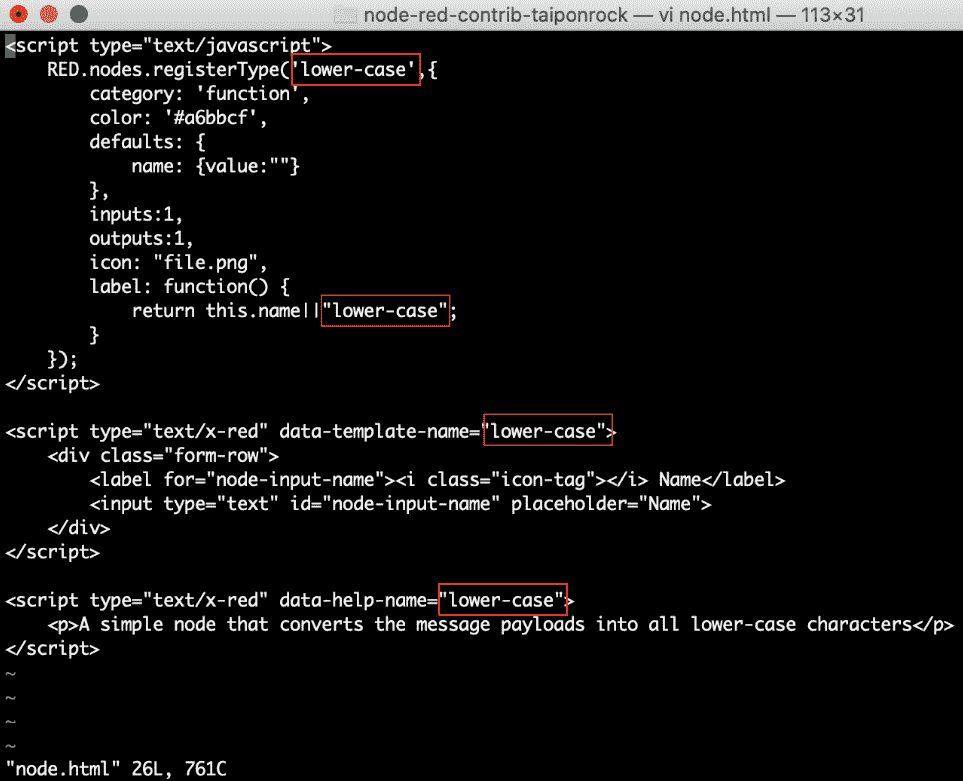 node-red-contrib-taiponrock — vi node.html — 113×31
<script type="text/javascript">
    RED.nodes.registerType('lower-case',{
        category: 'function',
        color: '#a6bbcf',
        defaults: {
            name: {value:""}
        },
        inputs:1,
        outputs:1,
        icon: "file.png",
        label: function() {
            return this.name||"lower-case";
        }
    });
</script>

<script type="text/x-red" data-template-name="lower-case">
    <div class="form-row">
        <label for="node-input-name"><i class="icon-tag"></i> Name</label>
        <input type="text" id="node-input-name" placeholder="Name">
    </div>
</script>

<script type="text/x-red" data-help-name="lower-case">
    <p>A simple node that converts the message payloads into all lower-case characters</p>
</script>
~
~
~
~
"node.html" 26L, 761C